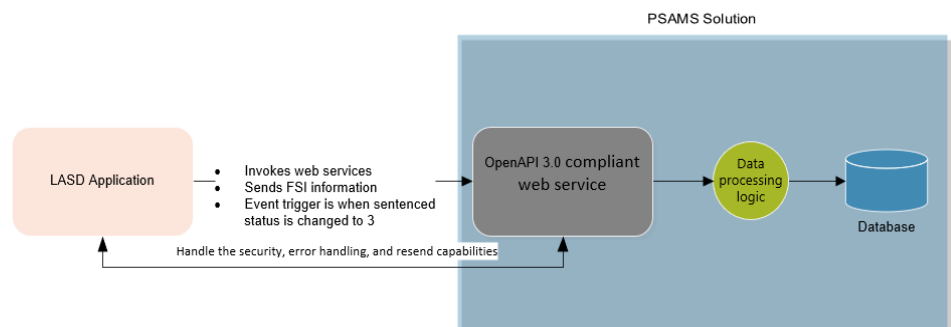 PSAMS Solution
LASD Application
• Invokes web services
• Sends FSI information
• Event trigger is when sentenced
status is changed to 3
OpenAPI 3.0 compliant
web service
Data
processing
logic
Database
Handle the security, error handling, and resend capabilities